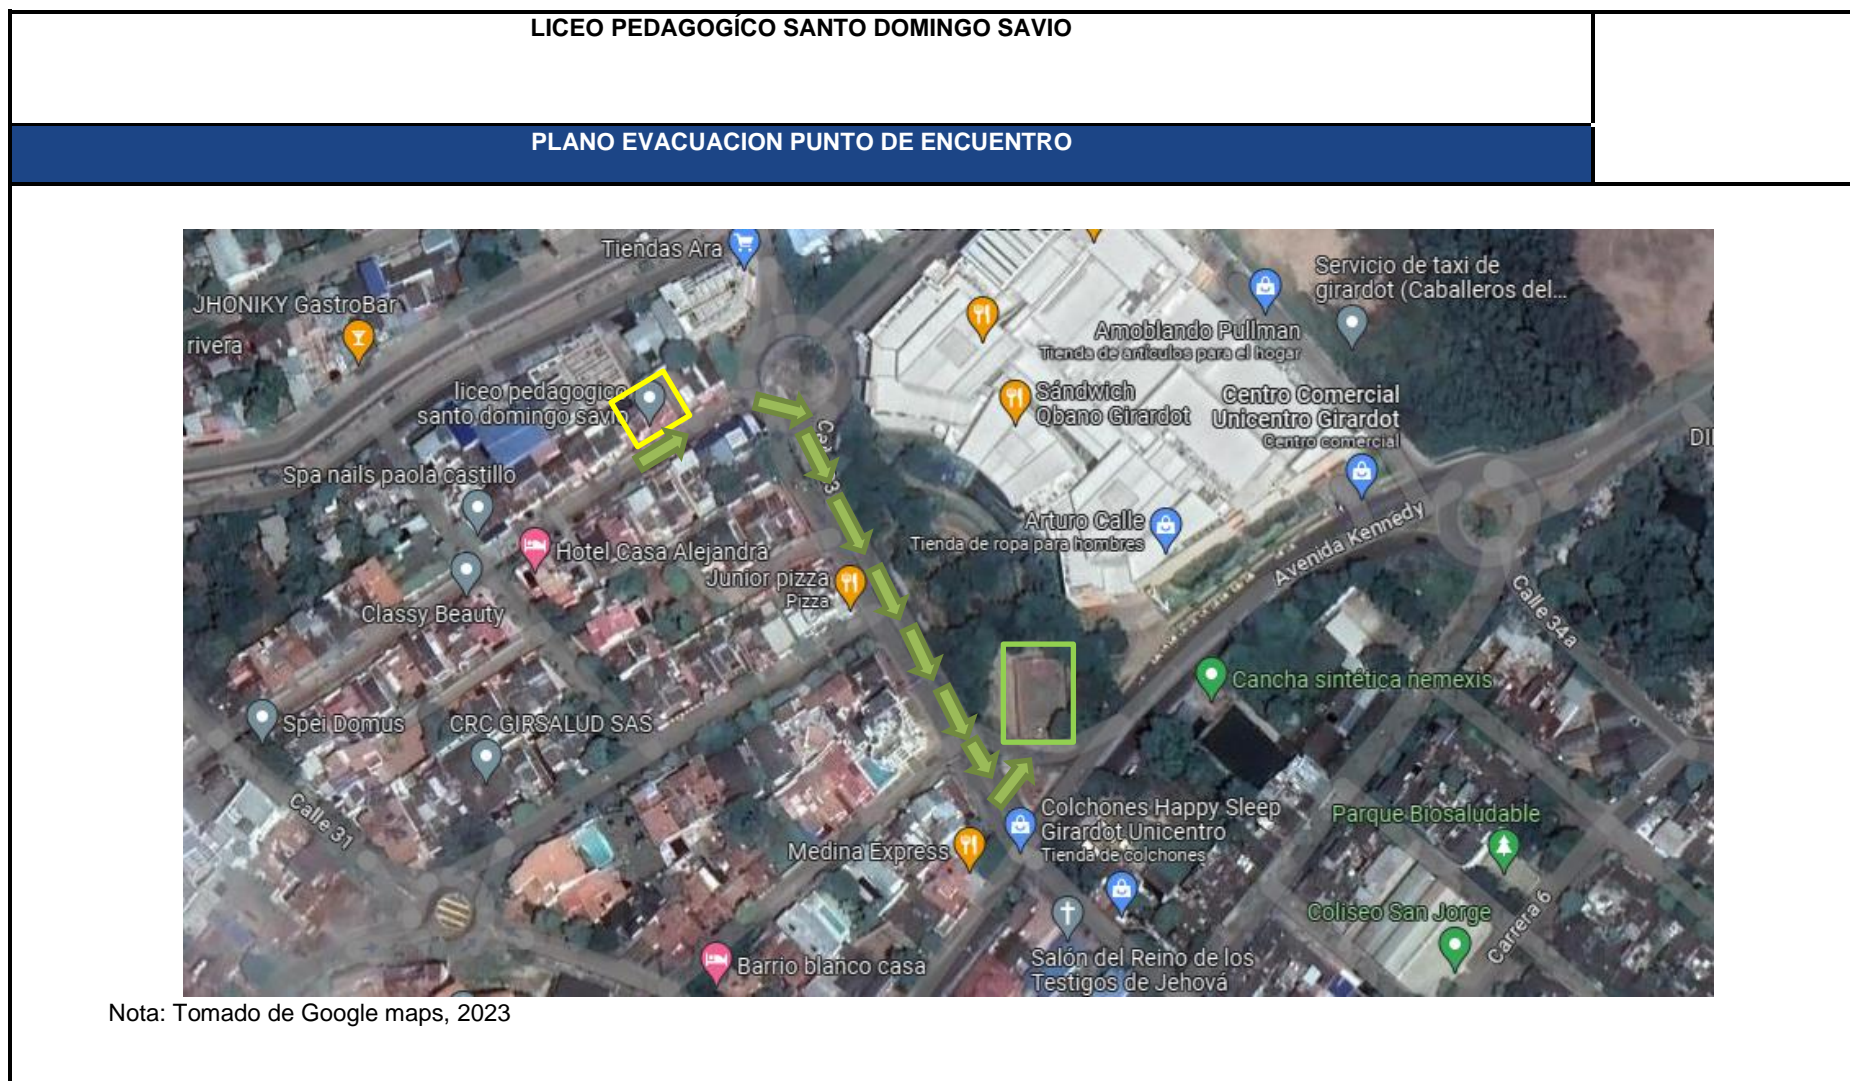 LICEO PEDAGOGÍCO SANTO DOMINGO SAVIO
PLANO EVACUACION PUNTO DE ENCUENTRO
Tiendas Ara
Servicio de taxi de
girardot (Caballeros del...
JHONIKY GastroBar
rivera
Amoblando Pullman
Tienda de artículos para el hogar
liceo pedagogico
santo domingo savio
Sándwich
Qbano Girardot
Centro Comercial
Unicentro Girardot
Centro comercial
Spa nails paola castillo
Arturo Calle
Tienda de ropa para hombres
Avenida Kennedy
Hotel Casa Alejandra
Junior pizza
Pizza
Classy Beauty
Calle 34a
Cancha sintética nemexis
Spei Domus
CRC GIRSALUD SAS
Calle 31
Colchones Happy Sleep
Girardot Unicentro
Tienda de colchones
Parque Biosaludable
Medina Express
Coliseo San Jorge
Carrera 6
Barrio blanco casa
Salón del Reino de los
Testigos de Jehová
Nota: Tomado de Google maps, 2023